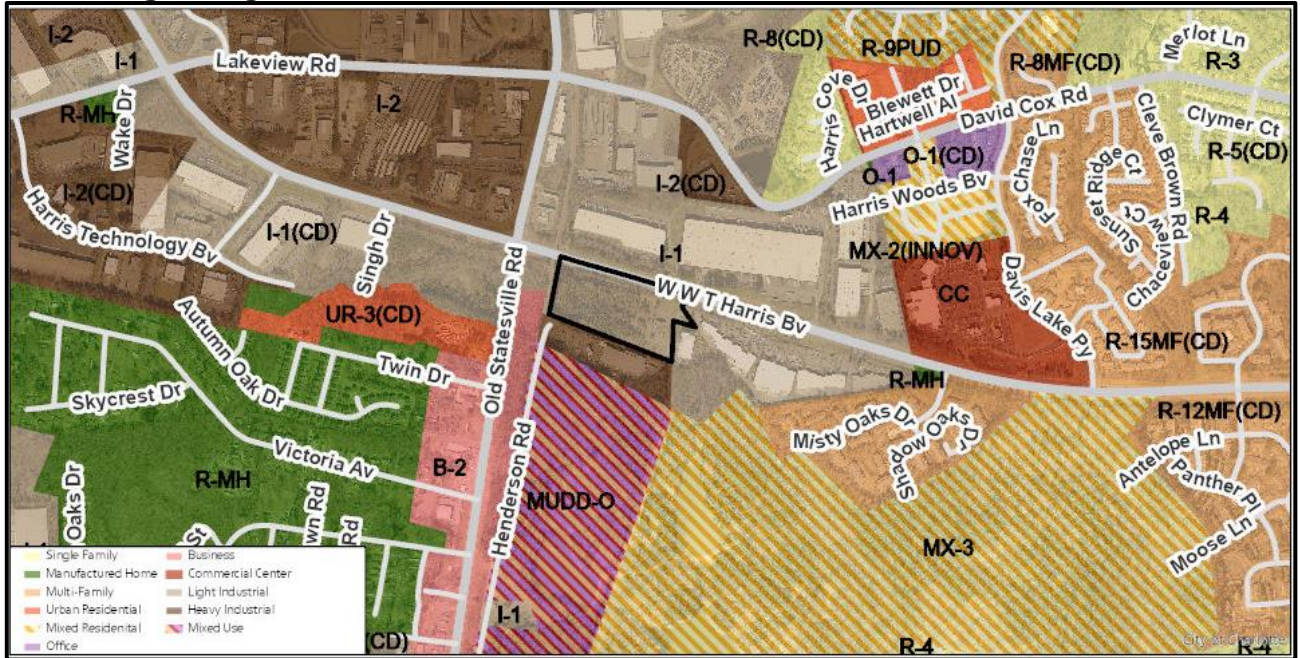 I-2
R-8(CD)
R-9PUD
R-8MF(CD)
Merlot Ln
R-3
I-1
Lakeview Rd
Harris Cove Dr
Blewett Dr
Hartwell Al
David Cox Rd
I-2
R-MH
Wake Dr
Cleve Brown Rd
Clymer Ct
R-5(CD)
I-2(CD)
I-2(CD)
O-1(CD)
O-1
Fox Chase Ln
Sunset Ridge Ct
Harris Woods Bv
R-4
Harris Technology Bv
I-1(CD)
Singh Dr
Old Statesville Rd
I-1
MX-2(INNOV)
Chaceview Ct
W W T Harris Bv
CC
Davis Lake Py
UR-3(CD)
Autumn Oak Dr
Twin Dr
R-15MF(CD)
R-MH
Skycrest Dr
Misty Oaks Dr
Shadow Oaks Dr
R-12MF(CD)
Victoria Av
B-2
Henderson Rd
Antelope Ln
R-MH
Panther Pl
Oaks Dr
wn Rd
St
Rd
MUDD-O
MX-3
Moose Ln
Single Family
Business
Manufactured Home
Commercial Center
Multi-Family
Light Industrial
Urban Residential
Heavy Industrial
Mixed Residenital
Mixed Use
Office
(CD)
I-1
R-4
R-4
City of Charlotte